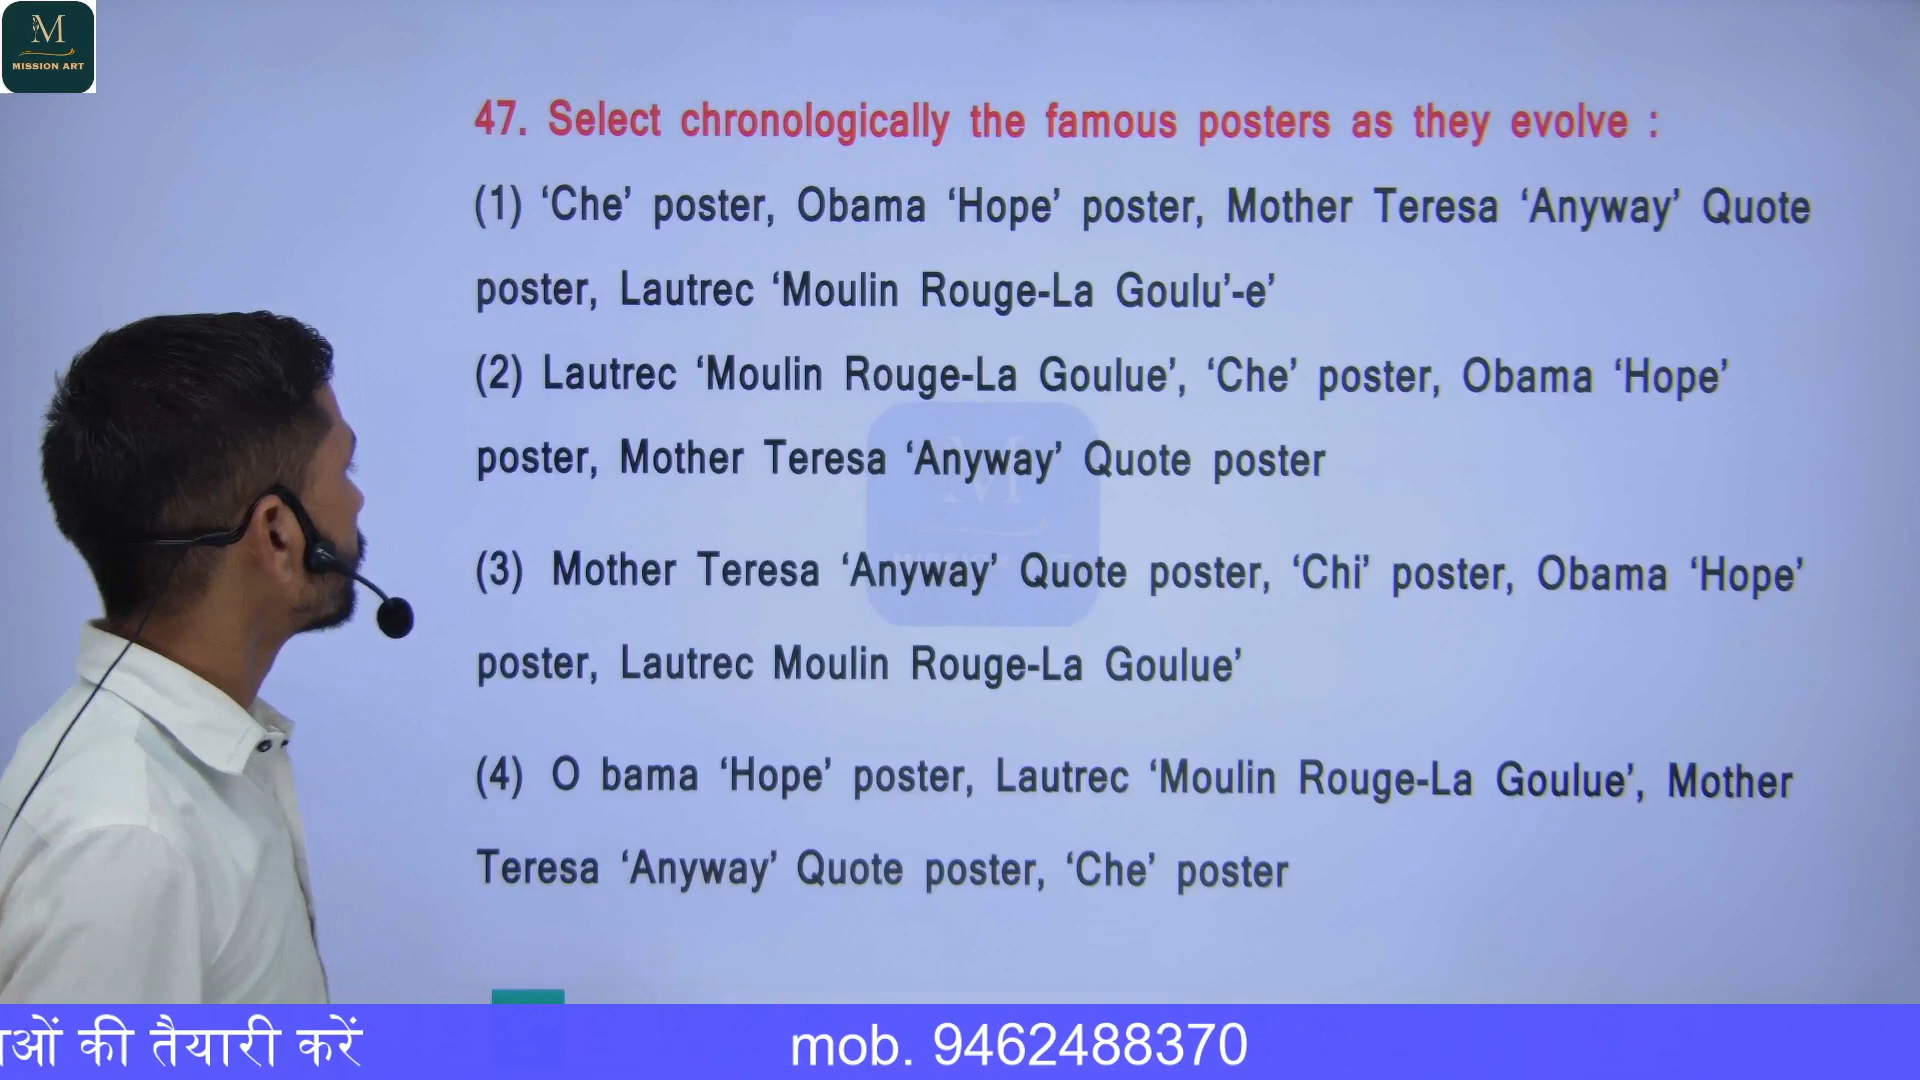 M
MISSION ART
47. Select chronologically the famous posters as they evolve :
(1) ‘Che’ poster, Obama ‘Hope’ poster, Mother Teresa ‘Anyway’ Quote
poster, Lautrec ‘Moulin Rouge-La Goulu’-e’
(2) Lautrec ‘Moulin Rouge-La Goulue’, ‘Che’ poster, Obama ‘Hope’
poster, Mother Teresa ‘Anyway’ Quote poster
(3) Mother Teresa ‘Anyway’ Quote poster, ‘Chi’ poster, Obama ‘Hope’
poster, Lautrec Moulin Rouge-La Goulue’
(4) O bama ‘Hope’ poster, Lautrec ‘Moulin Rouge-La Goulue’, Mother
Teresa ‘Anyway’ Quote poster, ‘Che’ poster
की तैयारी करें mob. 9462488370